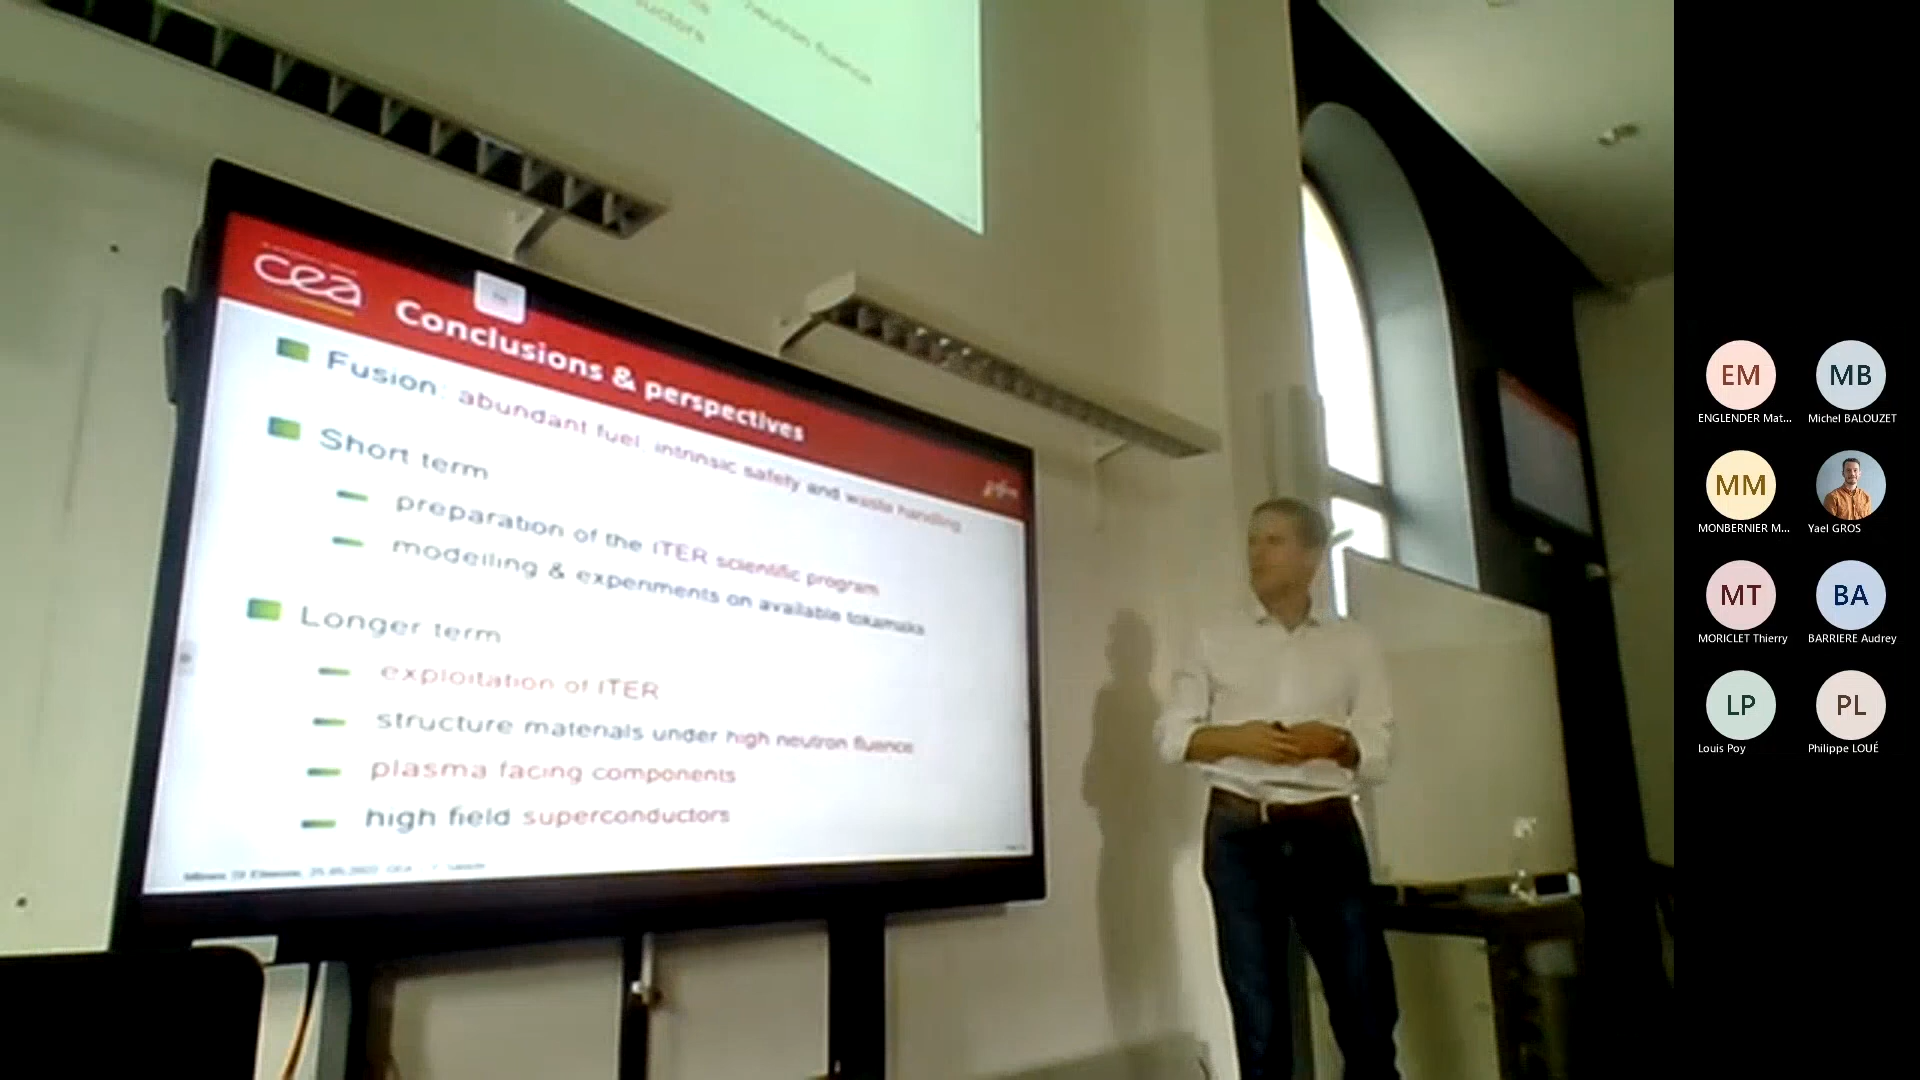 neutron fluence
uctors
cea
Conclusions & perspectives
Fusion: abundant fuel, intrinsic safety and waste handling
Short term
preparation of the ITER scientific program
modelling & experiments on available tokamaks
Longer term
exploitation of ITER
structure materials under high neutron fluence
plasma facing components
high field superconductors
EM
ENGLENDER Mat...
MB
Michel BALOUZET
MM
MONBERNIER M...
Yael GROS
MT
MORICLET Thierry
BA
BARRIERE Audrey
LP
Louis Poy
PL
Philippe LOUÉ